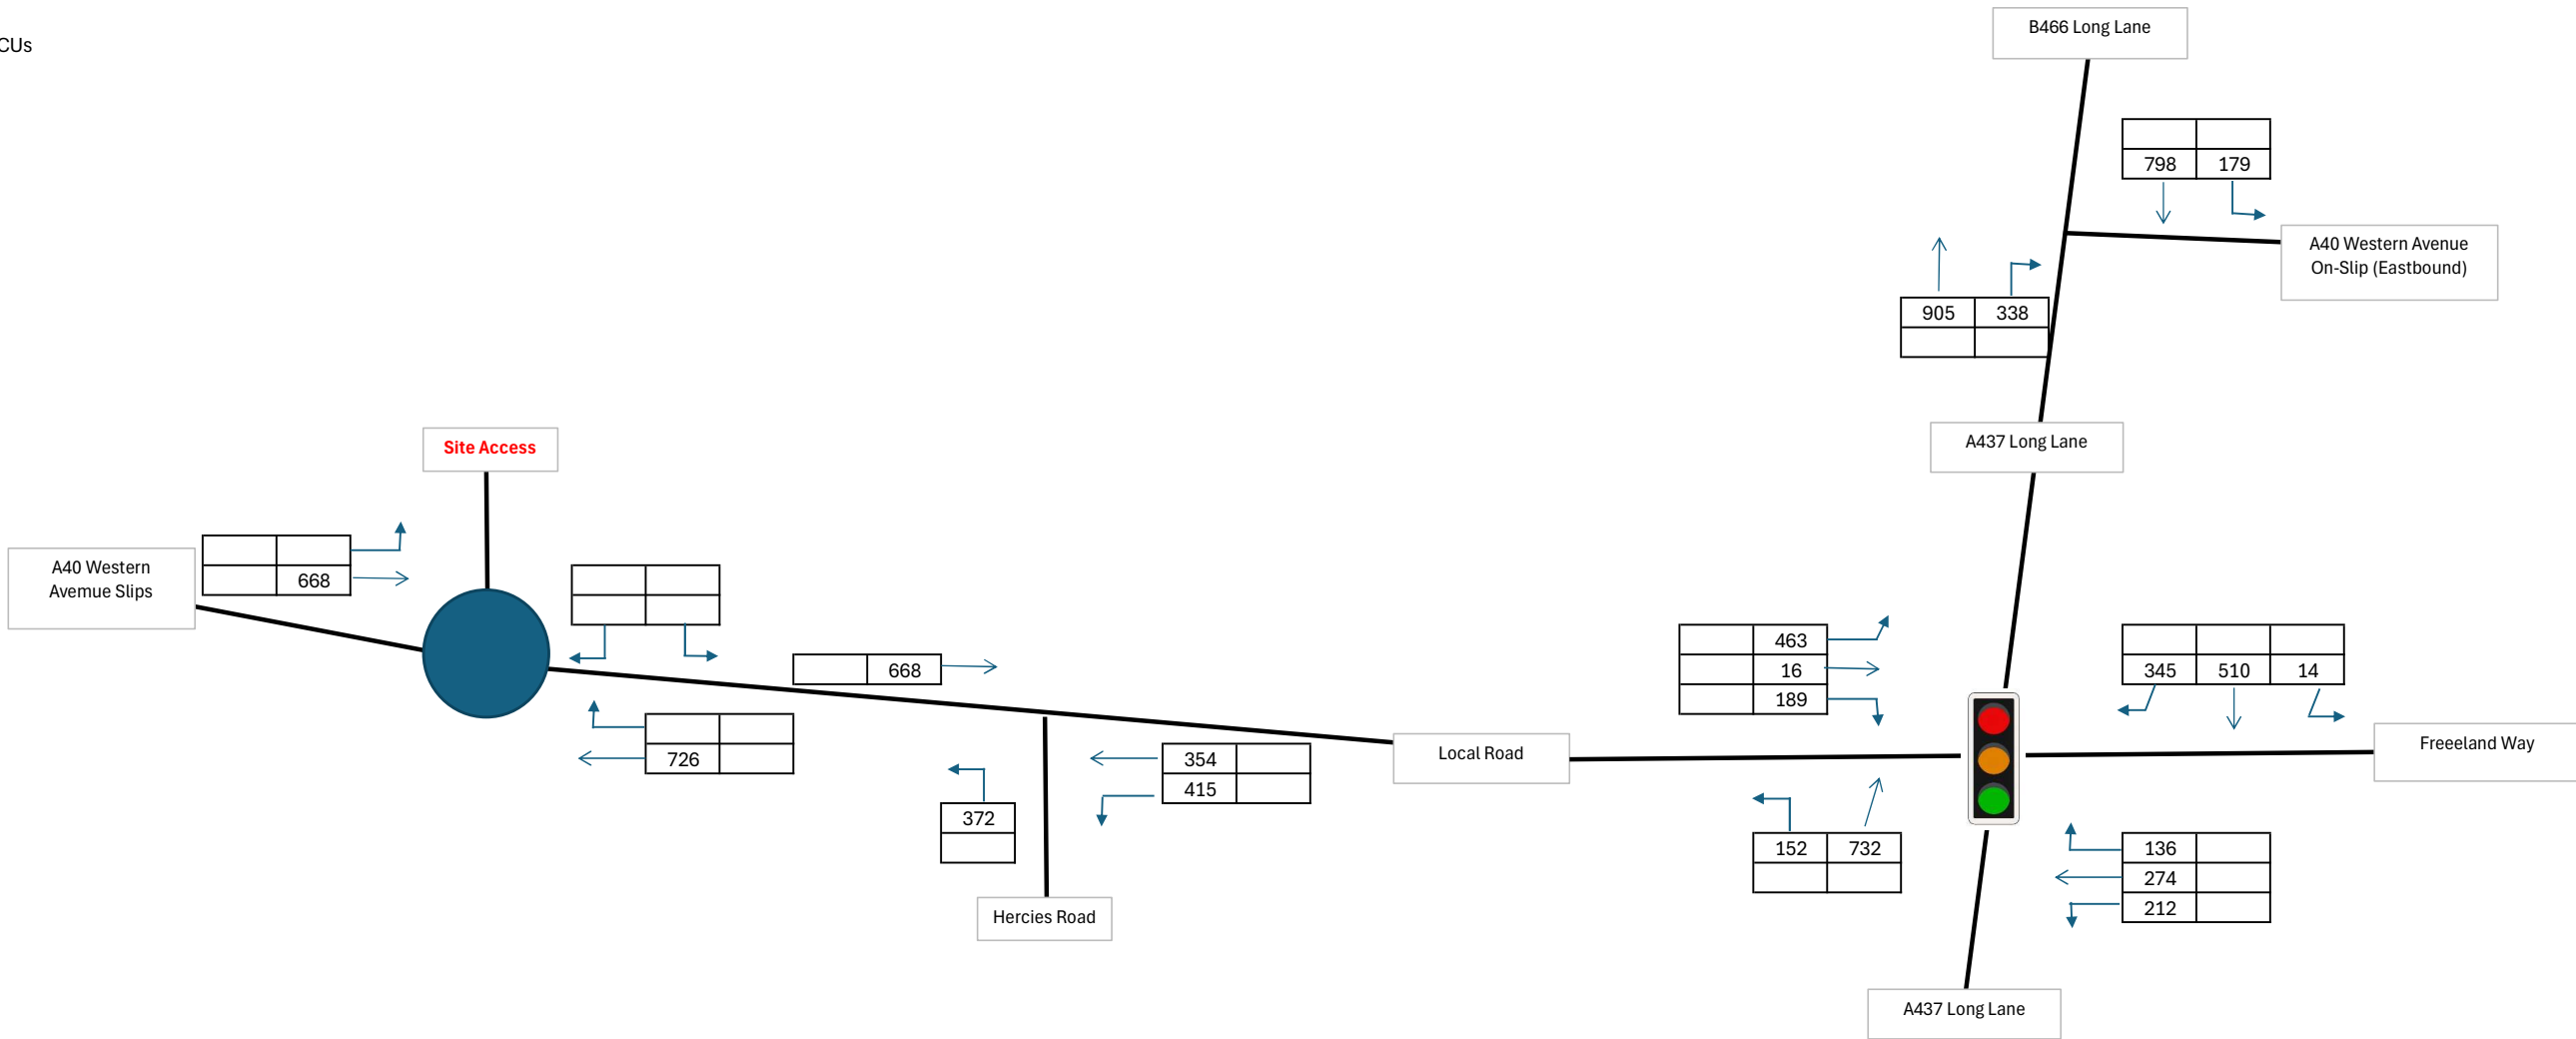 CUs
B466 Long Lane
798 179
A40 Western Avenue
On-Slip (Eastbound)
905 338
A437 Long Lane
Site Access
A40 Western
Avemue Slips
668
668
726
354
415
372
Hercies Road
Local Road
463
16
189
345 510 14
Freeeland Way
152 732
136
274
212
A437 Long Lane